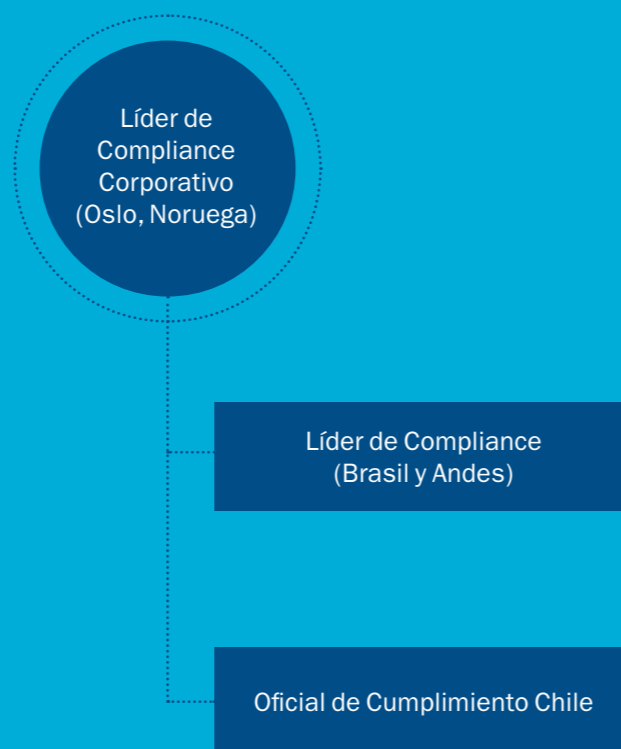 Líder de
Compliance
Corporativo
(Oslo, Noruega)
Líder de Compliance
(Brasil y Andes)
Oficial de Cumplimiento Chile